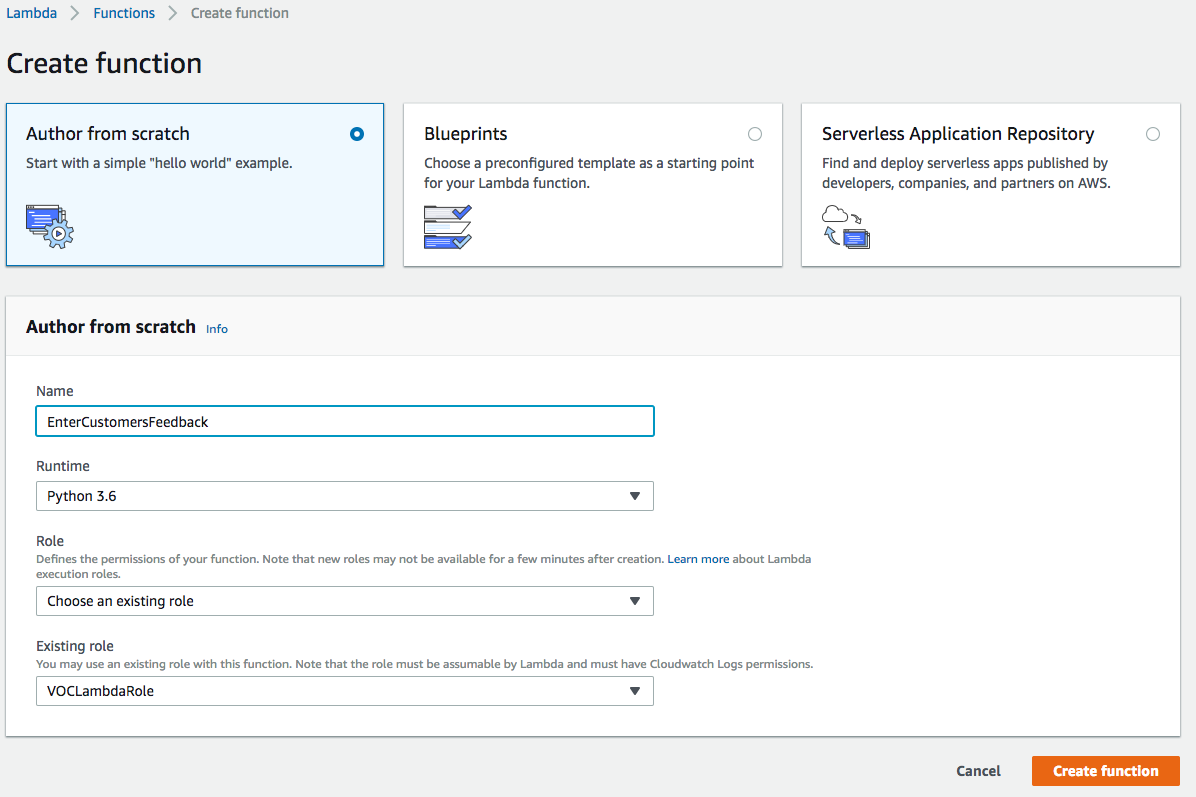 Lambda > Functions > Create function
Create function
Author from scratch
Start with a simple "hello world" example.
Blueprints
Choose a preconfigured template as a starting point
for your Lambda function.
Serverless Application Repository
Find and deploy serverless apps published by
developers, companies, and partners on AWS.
Author from scratch Info
Name
EnterCustomersFeedback
Runtime
Python 3.6
Role
Defines the permissions of your function. Note that new roles may not be available for a few minutes after creation. Learn more about Lambda
execution roles.
Choose an existing role
Existing role
You may use an existing role with this function. Note that the role must be assumable by Lambda and must have Cloudwatch Logs permissions.
VOCLambdaRole
Cancel
Create function